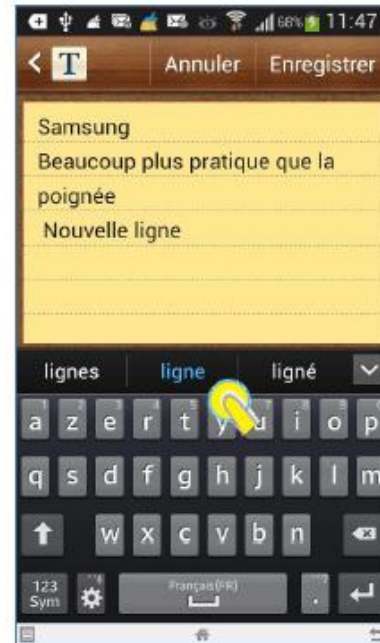 68% 11:47
T Annuler Enregistrer
Samsung
Beaucoup plus pratique que la
poignée
Nouvelle ligne
lignes ligne ligné
a z e r t y u i o p
q s d f g h j k l m
w x c v b n
123
Sym
Français(FR)
.